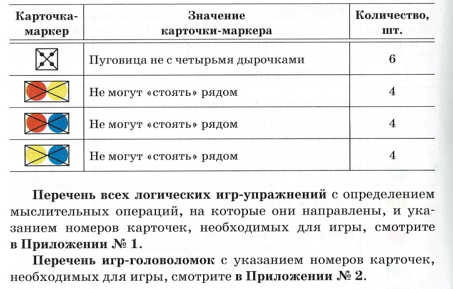 Карточка-
маркер
Значение
карточки-маркера
Количество,
шт.
Пуговица не с четырьмя дырочками 6
Не могут «стоять» рядом 4
Не могут «стоять» рядом 4
Не могут «стоять» рядом 4
Перечень всех логических игр-упражнений с определением
мыслительных операций, на которые они направлены, и ука-
занием номеров карточек, необходимых для игры, смотрите
в Приложении № 1.
Перечень игр-головоломок с указанием номеров карточек,
необходимых для игры, смотрите в Приложении № 2.